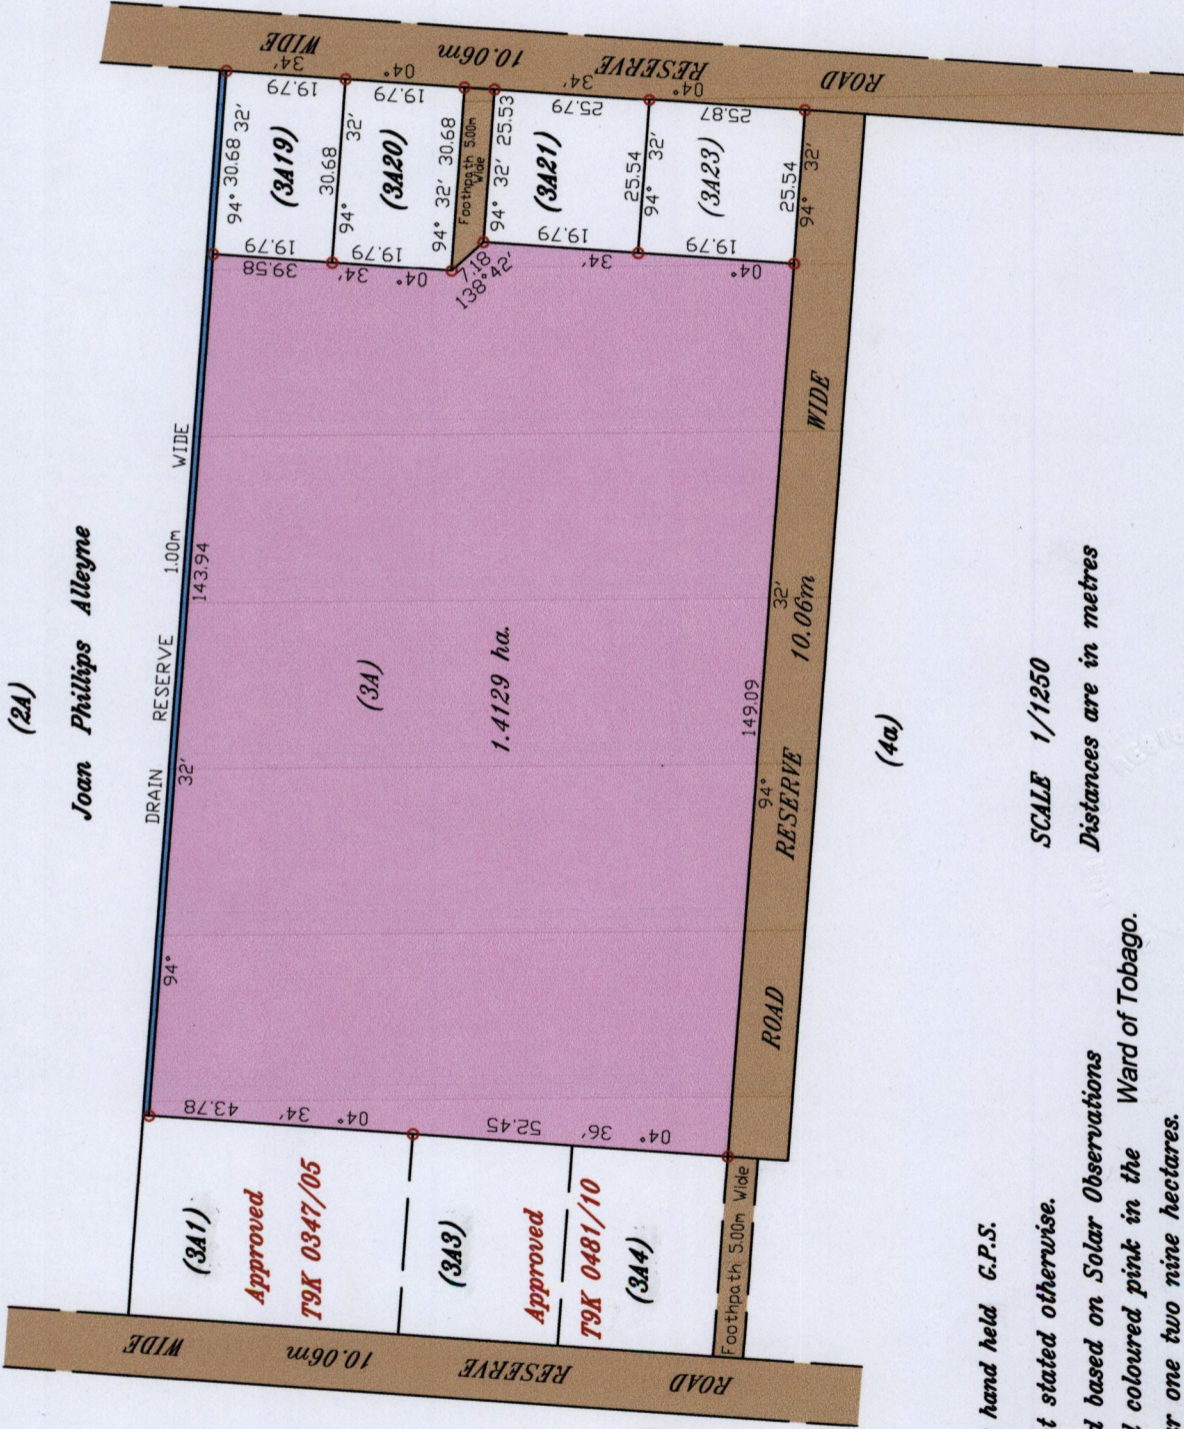 (2A)
Joan Phillips Alleyne
DRAIN RESERVE 1.00m WIDE
94° 32' 143.94
94° 30.68 32'
ROAD RESERVE 10.06m WIDE
34' 19.79
(3A19)
19.79
39.58
94° 30.68 32'
04° 19.79
(3A20)
19.79
04° 34'
94° 32' 30.68
Foothpath 5.00m
Wide
7.18
138°42'
94° 32' 25.53
34' 25.79
(3A21)
19.79
34'
94° 25.54 32'
04° 25.87
(3A23)
19.79
04°
94° 25.54 32'
(3A)
1.4129 ha.
94° 149.09 32'
ROAD RESERVE 10.06m WIDE
04° 34' 43.78
04° 36' 52.45
(3A1)
Approved
T9K 0347/05
(3A3)
Approved
T9K 0481/10
(3A4)
Foothpath 5.00m Wide
ROAD RESERVE 10.06m WIDE
(4a)
hand held G.P.S.
SCALE 1/1250
t stated otherwise.
Distances are in metres
d based on Solar Observations
l coloured pink in the Ward of Tobago.
er one two nine hectares.